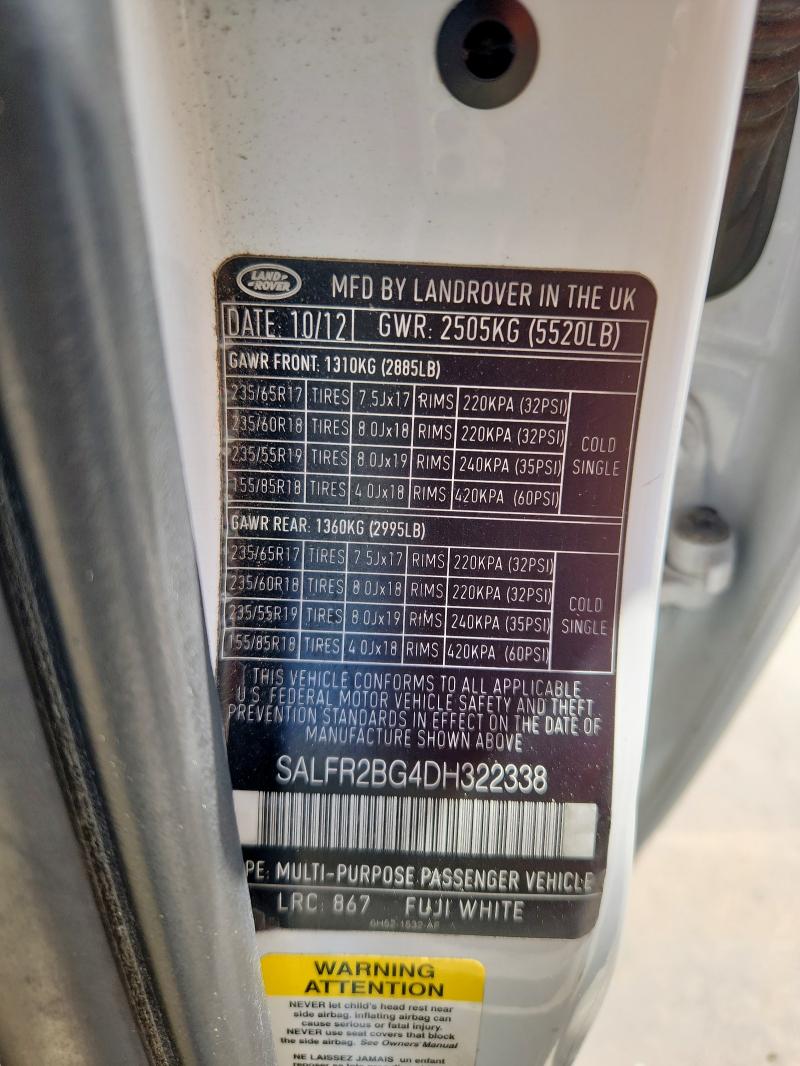 LAND ROVER
MFD BY LANDROVER IN THE UK
DATE: 10/12 GWR: 2505KG (5520LB)
GAWR FRONT: 1310KG (2885LB)
235/65R17 TIRES 7.5Jx17 RIMS 220KPA (32PSI)
235/60R18 TIRES 8.0Jx18 RIMS 220KPA (32PSI)
235/55R19 TIRES 8.0Jx19 RIMS 240KPA (35PSI)
155/85R18 TIRES 4.0Jx18 RIMS 420KPA (60PSI)
COLD
SINGLE
GAWR REAR: 1360KG (2995LB)
235/65R17 TIRES 7.5Jx17 RIMS 220KPA (32PSI)
235/60R18 TIRES 8.0Jx18 RIMS 220KPA (32PSI)
235/55R19 TIRES 8.0Jx19 RIMS 240KPA (35PSI)
155/85R18 TIRES 4.0Jx18 RIMS 420KPA (60PSI)
COLD
SINGLE
THIS VEHICLE CONFORMS TO ALL APPLICABLE
U.S. FEDERAL MOTOR VEHICLE SAFETY AND THEFT
PREVENTION STANDARDS IN EFFECT ON THE DATE OF
MANUFACTURE SHOWN ABOVE
SALFR2BG4DH322338
PE: MULTI-PURPOSE PASSENGER VEHICLE
LRC: 867 FUJI WHITE
WARNING
ATTENTION
NEVER let child's head rest near
side airbag. inflating airbag can
cause serious or fatal injury.
NEVER use seat covers that block
the side airbag. See Owners Manual
NE LAISSEZ JAMAIS un enfant